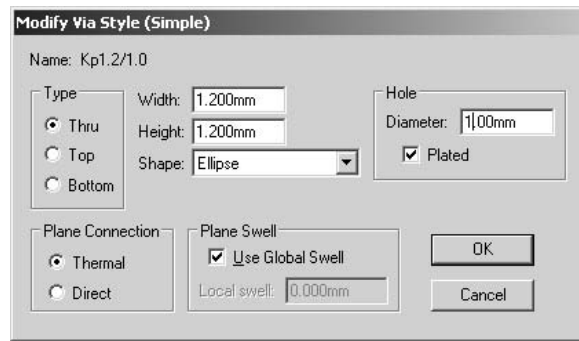 Modify Via Style (Simple)
Name: Kp1.2/1.0
Type
Thru
Top
Bottom
Width: 1.200mm
Height: 1.200mm
Shape: Ellipse
Hole
Diameter: 1.00mm
Plated
Plane Connection
Thermal
Direct
Plane Swell
Use Global Swell
Local swell: 0.000mm
OK
Cancel